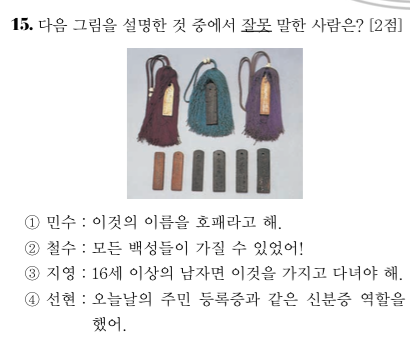 15. 다음 그림을 설명한 것 중에서 잘못 말한 사람은? [2점]
① 민수 : 이것의 이름을 호패라고 해.
② 철수 : 모든 백성들이 가질 수 있었어!
③ 지영 : 16세 이상의 남자면 이것을 가지고 다녀야 해.
④ 선현 : 오늘날의 주민 등록증과 같은 신분증 역할을
했어.